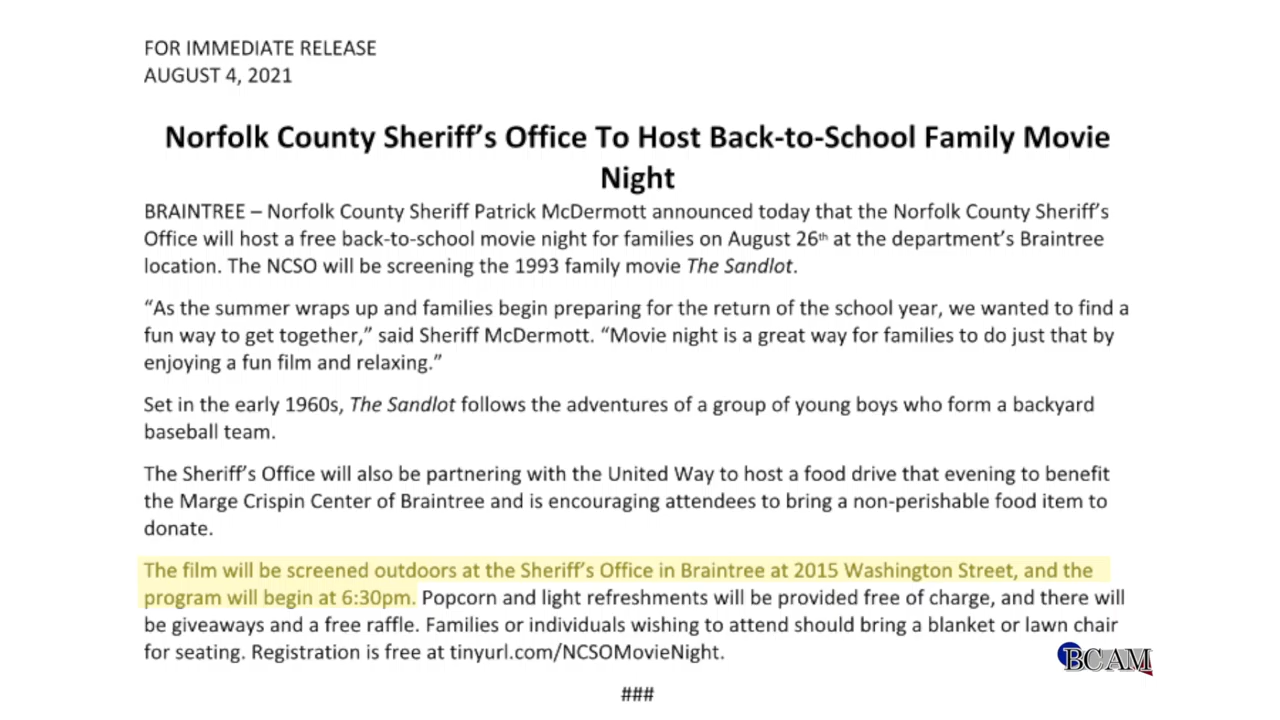 FOR IMMEDIATE RELEASE
AUGUST 4, 2021
Norfolk County Sheriff’s Office To Host Back-to-School Family Movie
Night
BRAINTREE – Norfolk County Sheriff Patrick McDermott announced today that the Norfolk County Sheriff’s
Office will host a free back-to-school movie night for families on August 26th at the department’s Braintree
location. The NCSO will be screening the 1993 family movie The Sandlot.
“As the summer wraps up and families begin preparing for the return of the school year, we wanted to find a
fun way to get together,” said Sheriff McDermott. “Movie night is a great way for families to do just that by
enjoying a fun film and relaxing.”
Set in the early 1960s, The Sandlot follows the adventures of a group of young boys who form a backyard
baseball team.
The Sheriff’s Office will also be partnering with the United Way to host a food drive that evening to benefit
the Marge Crispin Center of Braintree and is encouraging attendees to bring a non-perishable food item to
donate.
The film will be screened outdoors at the Sheriff’s Office in Braintree at 2015 Washington Street, and the
program will begin at 6:30pm. Popcorn and light refreshments will be provided free of charge, and there will
be giveaways and a free raffle. Families or individuals wishing to attend should bring a blanket or lawn chair
for seating. Registration is free at tinyurl.com/NCSOMovieNight.
BCAM
###